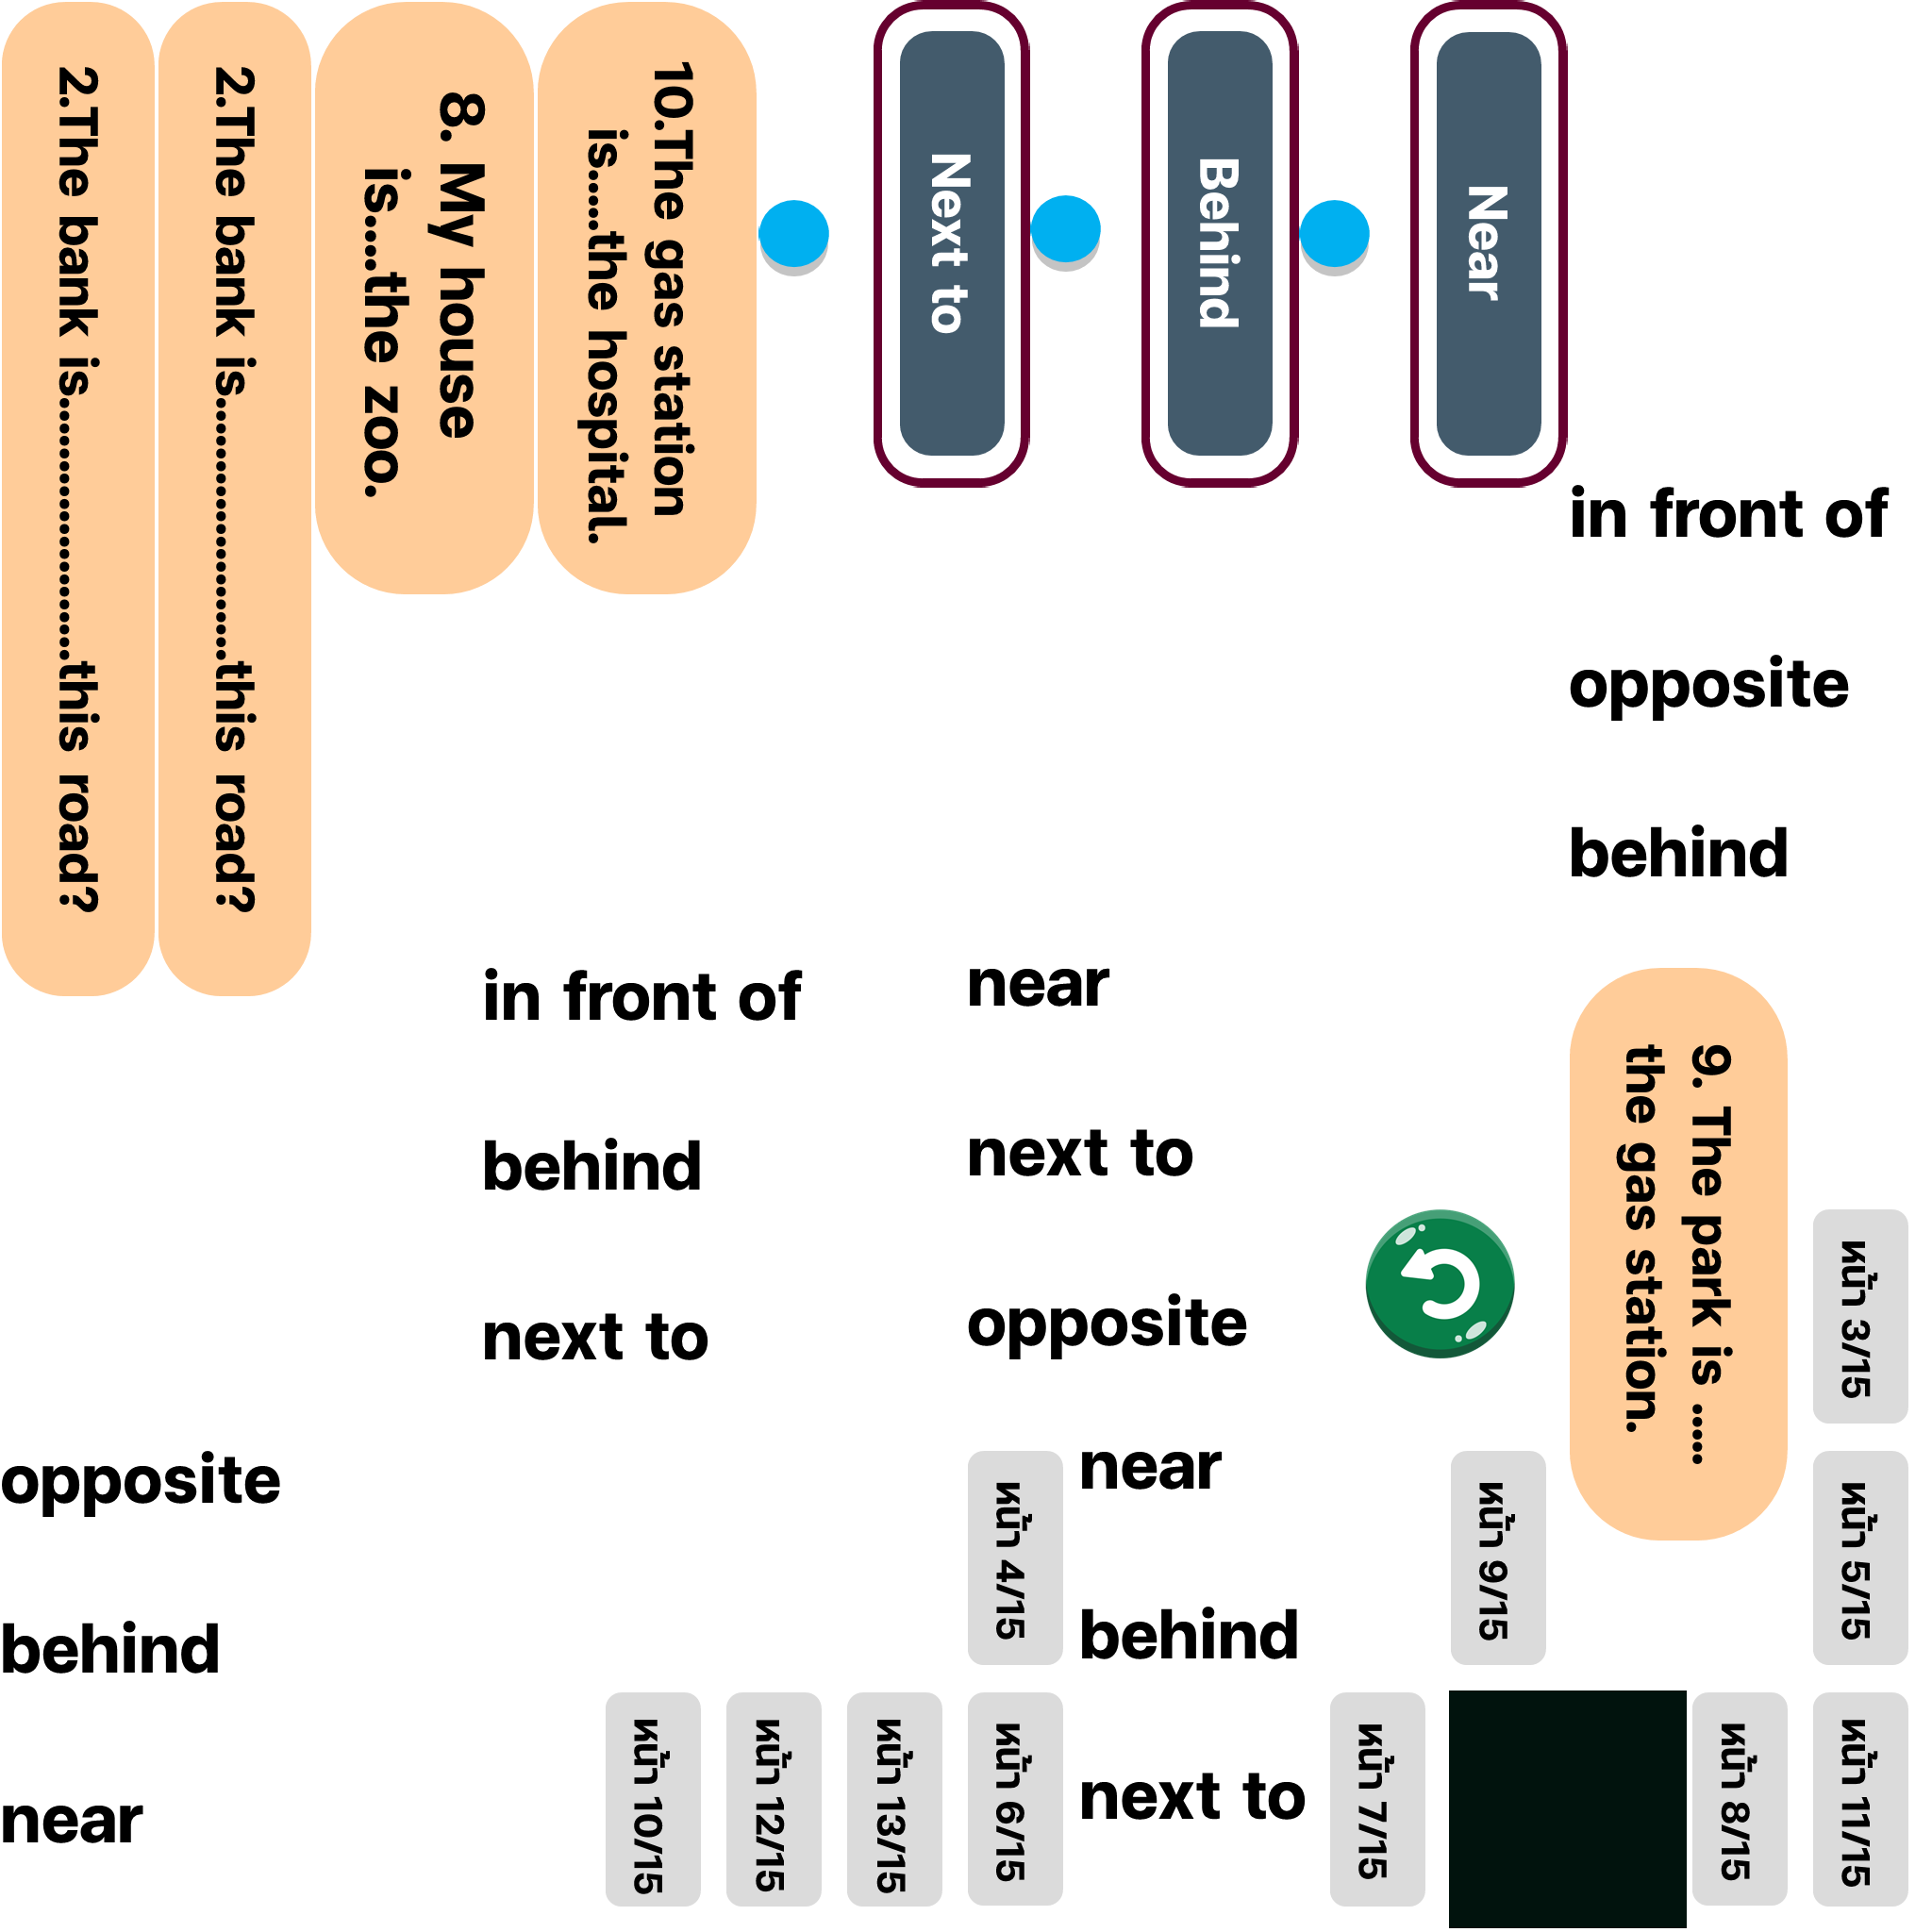 2.The bank is......................this road?
2.The bank is......................this road?
8. My house
is.....the zoo.
10.The gas station
is......the hospital.
Next to
Behind
Near
in front of
opposite
behind
in front of
behind
next to
near
next to
opposite
9. The park is .....
the gas station.
หน้า 3/15
opposite
behind
near
หน้า 4/15
near
behind
next to
หน้า 9/15
หน้า 5/15
หน้า 10/15
หน้า 12/15
หน้า 13/15
หน้า 6/15
หน้า 7/15
หน้า 8/15
หน้า 11/15